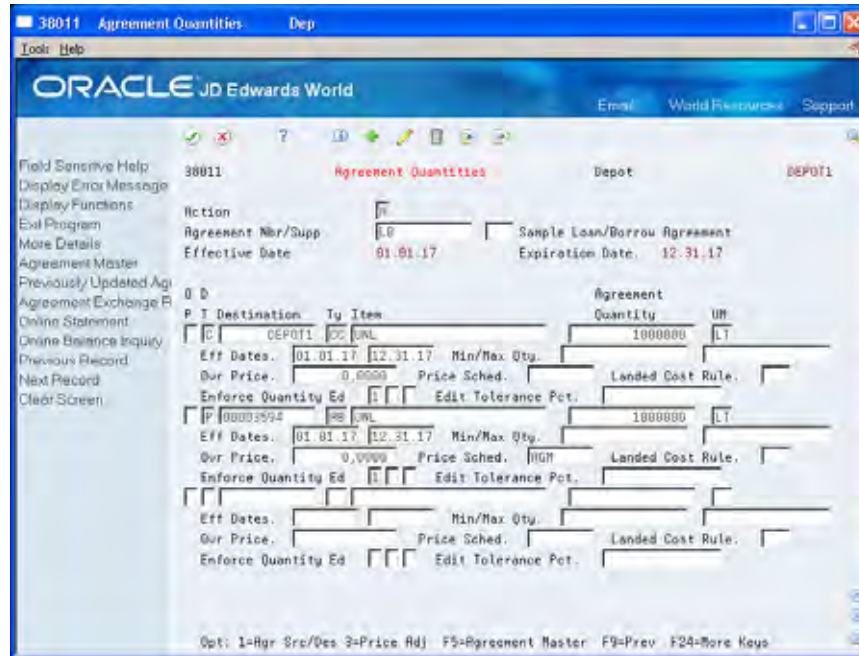 38011 Agreement Quantities Dep
Tools Help
ORACLE JD Edwards World
Email World Resources Support
Field Sensitive Help
Display Error Message
Display Functions
Exit Program
More Details
Agreement Master
Previously Updated Agr
Agreement Exchange R
Online Statement
Online Balance Inquiry
Previous Record
Next Record
Clear Screen
38011 Agreement Quantities Depot DEPOT1
Action
Agreement Nbr/Supp LB Sample Loan/Borrow Agreement
Effective Date 01.01.17 Expiration Date. 12.31.17
O D Agreement
P T Destination Ty Item Quantity UM
C DEPOT1 CC UNL 1000000 LT
Eff Dates. 01.01.17 12.31.17 Min/Max Qty.
Ovr Price. 0,0000 Price Sched. Landed Cost Rule.
Enforce Quantity Ed 1 Edit Tolerance Pct.
P 00003594 RB UNL 1000000 LT
Eff Dates. 01.01.17 12.31.17 Min/Max Qty.
Ovr Price. 0,0000 Price Sched. Landed Cost Rule.
Enforce Quantity Ed 1 Edit Tolerance Pct.
Eff Dates. Min/Max Qty.
Ovr Price. Price Sched. Landed Cost Rule.
Enforce Quantity Ed Edit Tolerance Pct.
Opt: 1=Agr Src/Des 3=Price Adj F5=Agreement Master F9=Prev F24=More Keys